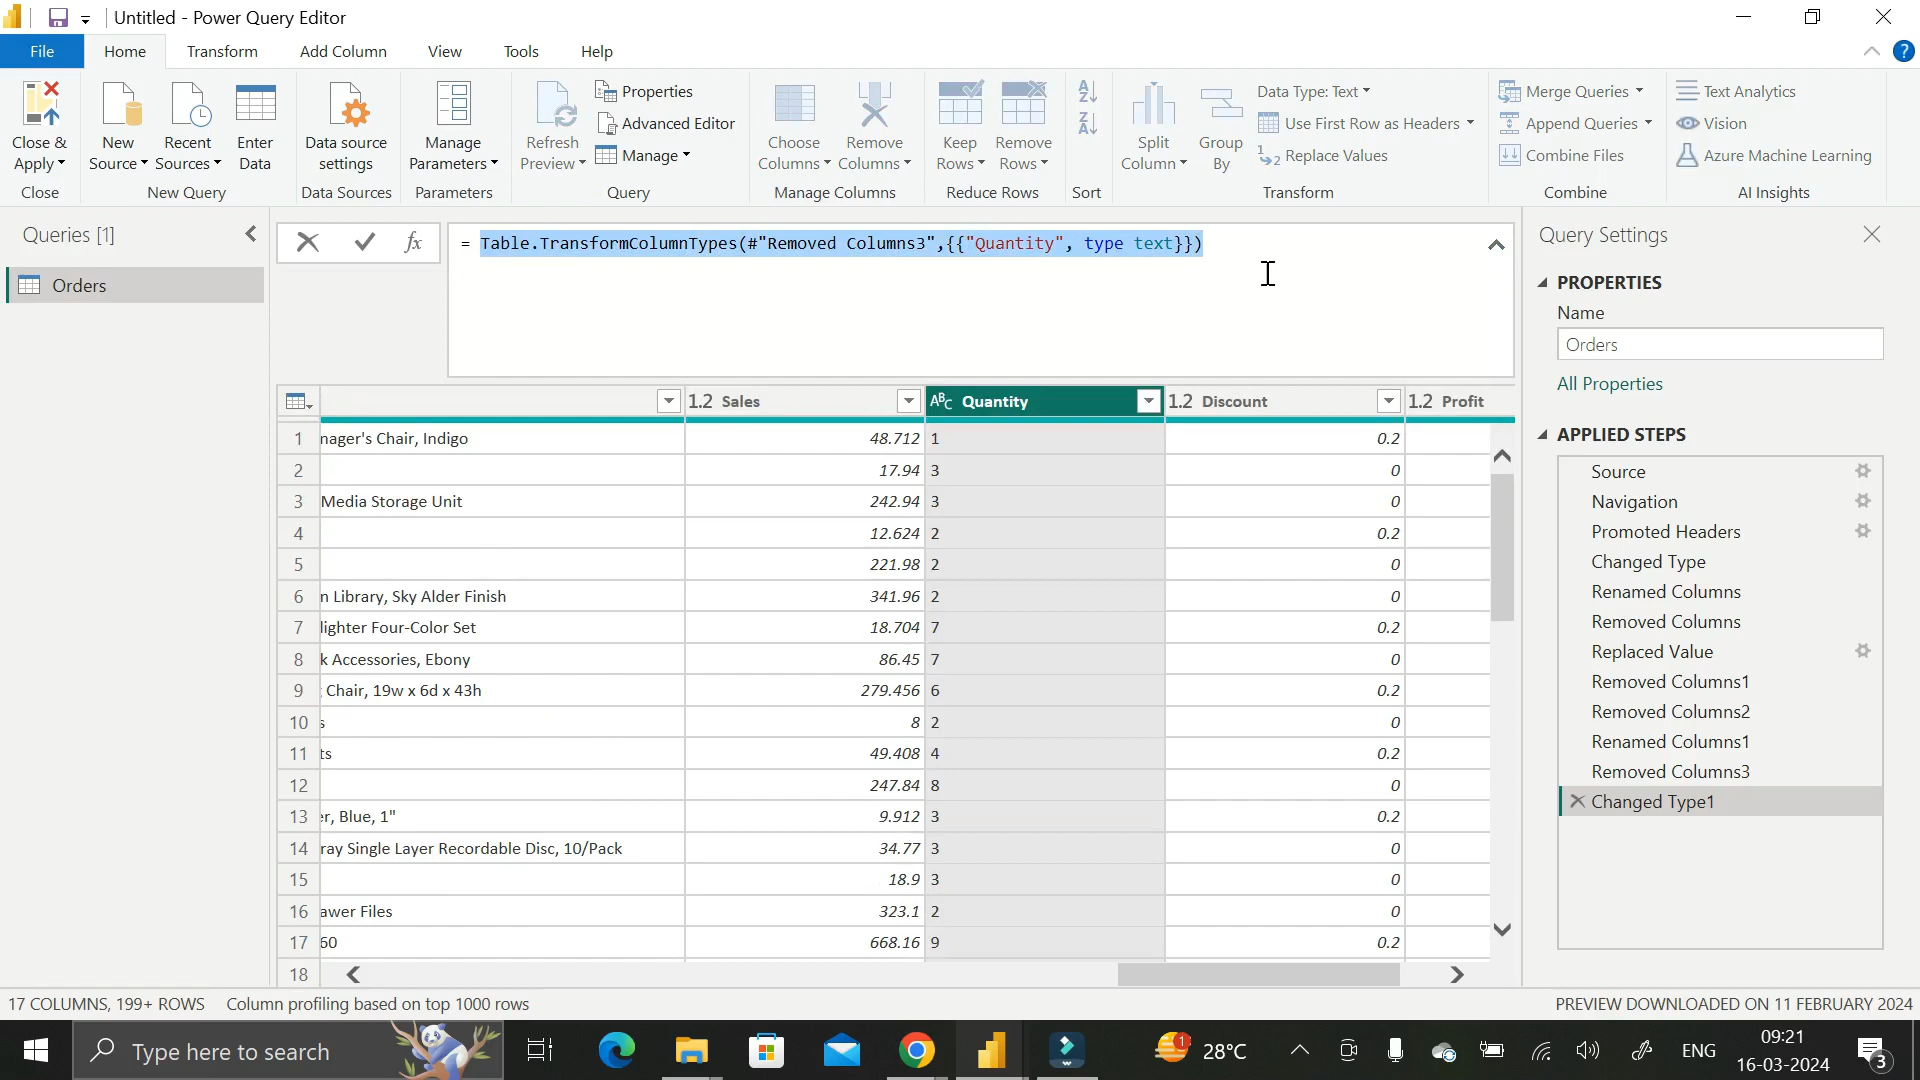 Untitled - Power Query Editor
File
Home
Transform
Add Column
View
Tools
Help
Close & Apply
Close
New Source
Recent Sources
Enter Data
New Query
Data source settings
Data Sources
Manage Parameters
Parameters
Refresh Preview
Properties
Advanced Editor
Manage
Query
Choose Columns
Remove Columns
Manage Columns
Keep Rows
Remove Rows
Reduce Rows
Sort
Split Column
Group By
Data Type: Text
Use First Row as Headers
Replace Values
Transform
Merge Queries
Append Queries
Combine Files
Combine
Text Analytics
Vision
Azure Machine Learning
AI Insights
Queries [1]
Orders
= Table.TransformColumnTypes(#"Removed Columns3",{{"Quantity", type text}})
1.2 Sales ABC Quantity 1.2 Discount 1.2 Profit
1 nager's Chair, Indigo 48.712 1 0.2
2 17.94 3 0
3 Media Storage Unit 242.94 3 0
4 12.624 2 0.2
5 221.98 2 0
6 n Library, Sky Alder Finish 341.96 2 0
7 lighter Four-Color Set 18.704 7 0.2
8 k Accessories, Ebony 86.45 7 0
9 Chair, 19w x 6d x 43h 279.456 6 0.2
10 s 8 2 0
11 ts 49.408 4 0.2
12 247.84 8 0
13 er, Blue, 1" 9.912 3 0.2
14 ray Single Layer Recordable Disc, 10/Pack 34.77 3 0
15 18.9 3 0
16 awer Files 323.1 2 0
17 60 668.16 9 0.2
18
Query Settings
PROPERTIES
Name
Orders
All Properties
APPLIED STEPS
Source
Navigation
Promoted Headers
Changed Type
Renamed Columns
Removed Columns
Replaced Value
Removed Columns1
Removed Columns2
Renamed Columns1
Removed Columns3
Changed Type1
17 COLUMNS, 199+ ROWS Column profiling based on top 1000 rows PREVIEW DOWNLOADED ON 11 FEBRUARY 2024
Type here to search
1
28°C
ENG
09:21
16-03-2024
3